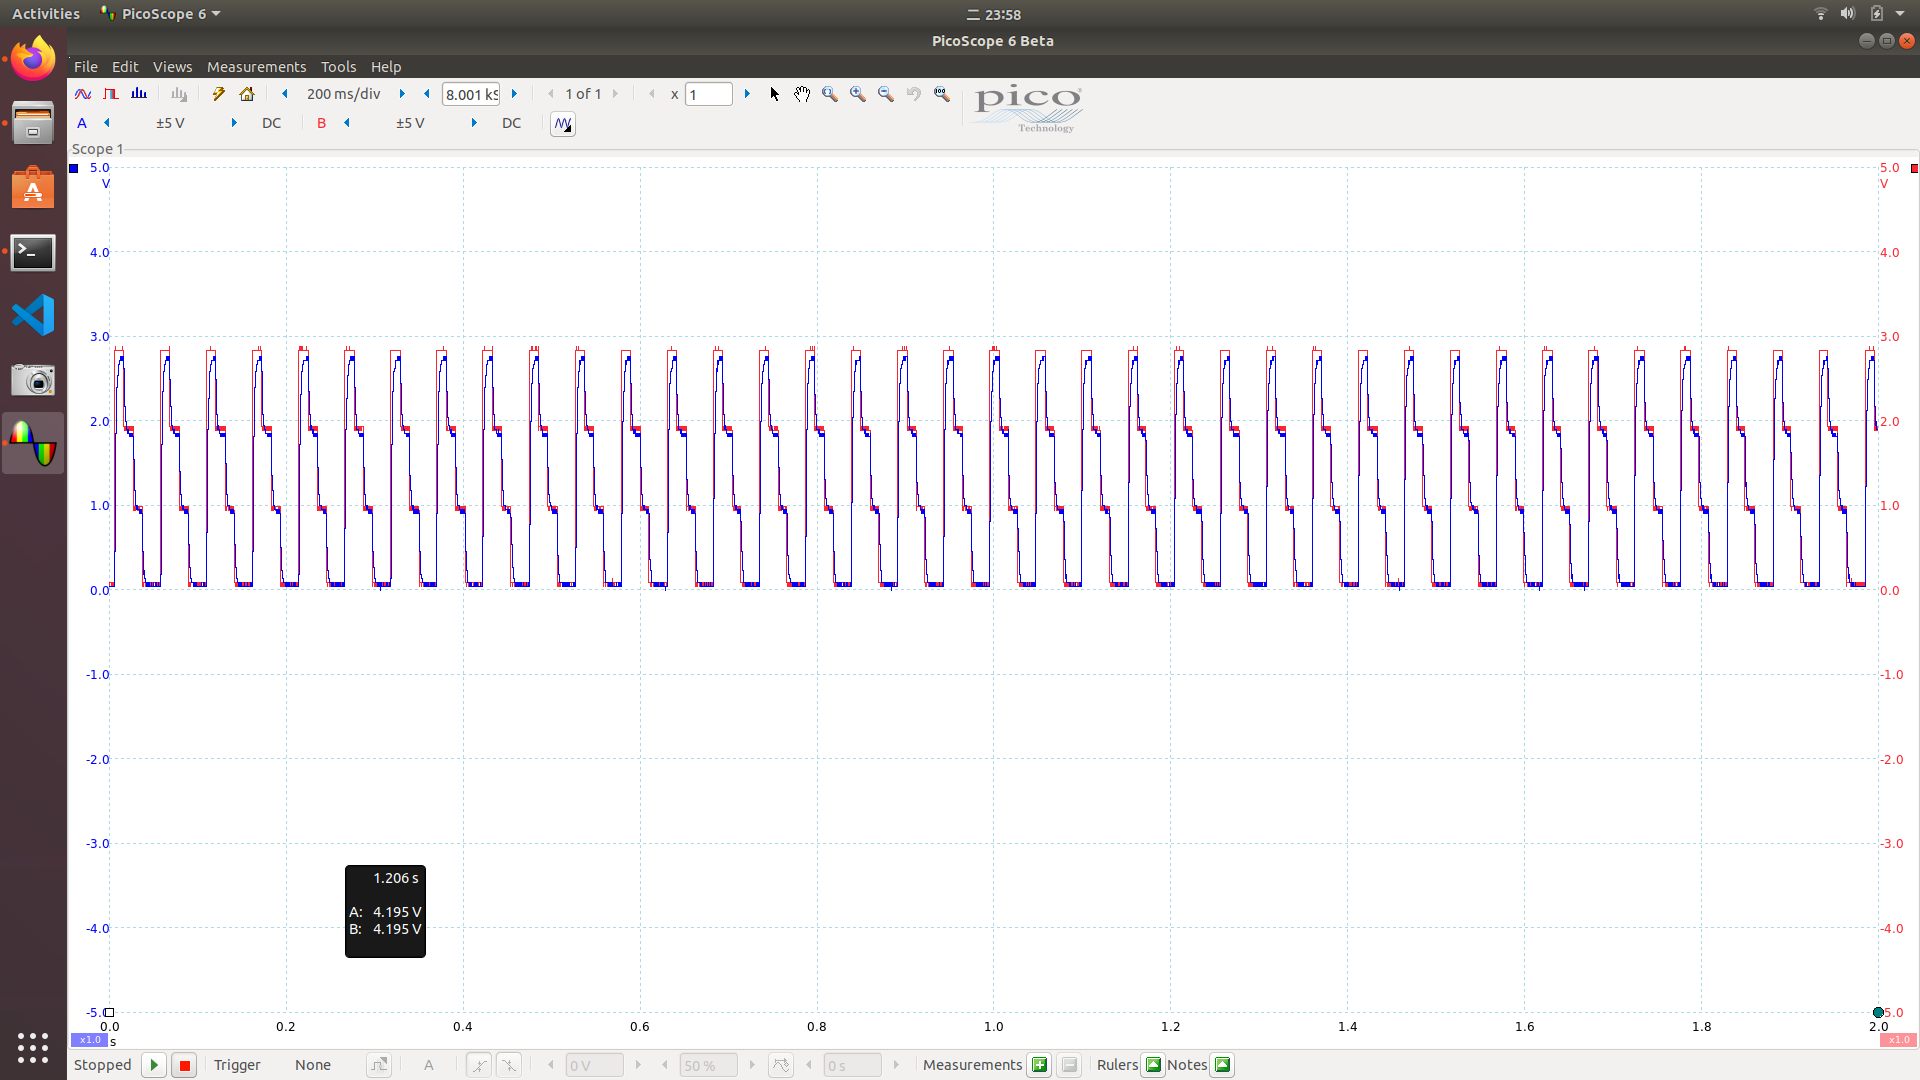 Activities PicoScope 6 二 23:58
PicoScope 6 Beta
File Edit Views Measurements Tools Help
200 ms/div 8.001 kS 1 of 1 x 1
pico
Technology
A ±5 V DC B ±5 V DC
Scope 1
5.0 5.0
V V
4.0 4.0
3.0 3.0
2.0 2.0
1.0 1.0
0.0 0.0
-1.0 -1.0
-2.0 -2.0
-3.0 -3.0
1.206 s
A: 4.195 V
B: 4.195 V
-4.0 -4.0
-5.0 5.0
0.0 0.2 0.4 0.6 0.8 1.0 1.2 1.4 1.6 1.8 2.0
x1.0 s x1.0
Stopped Trigger None A 0 V 50 % 0 s Measurements Rulers Notes